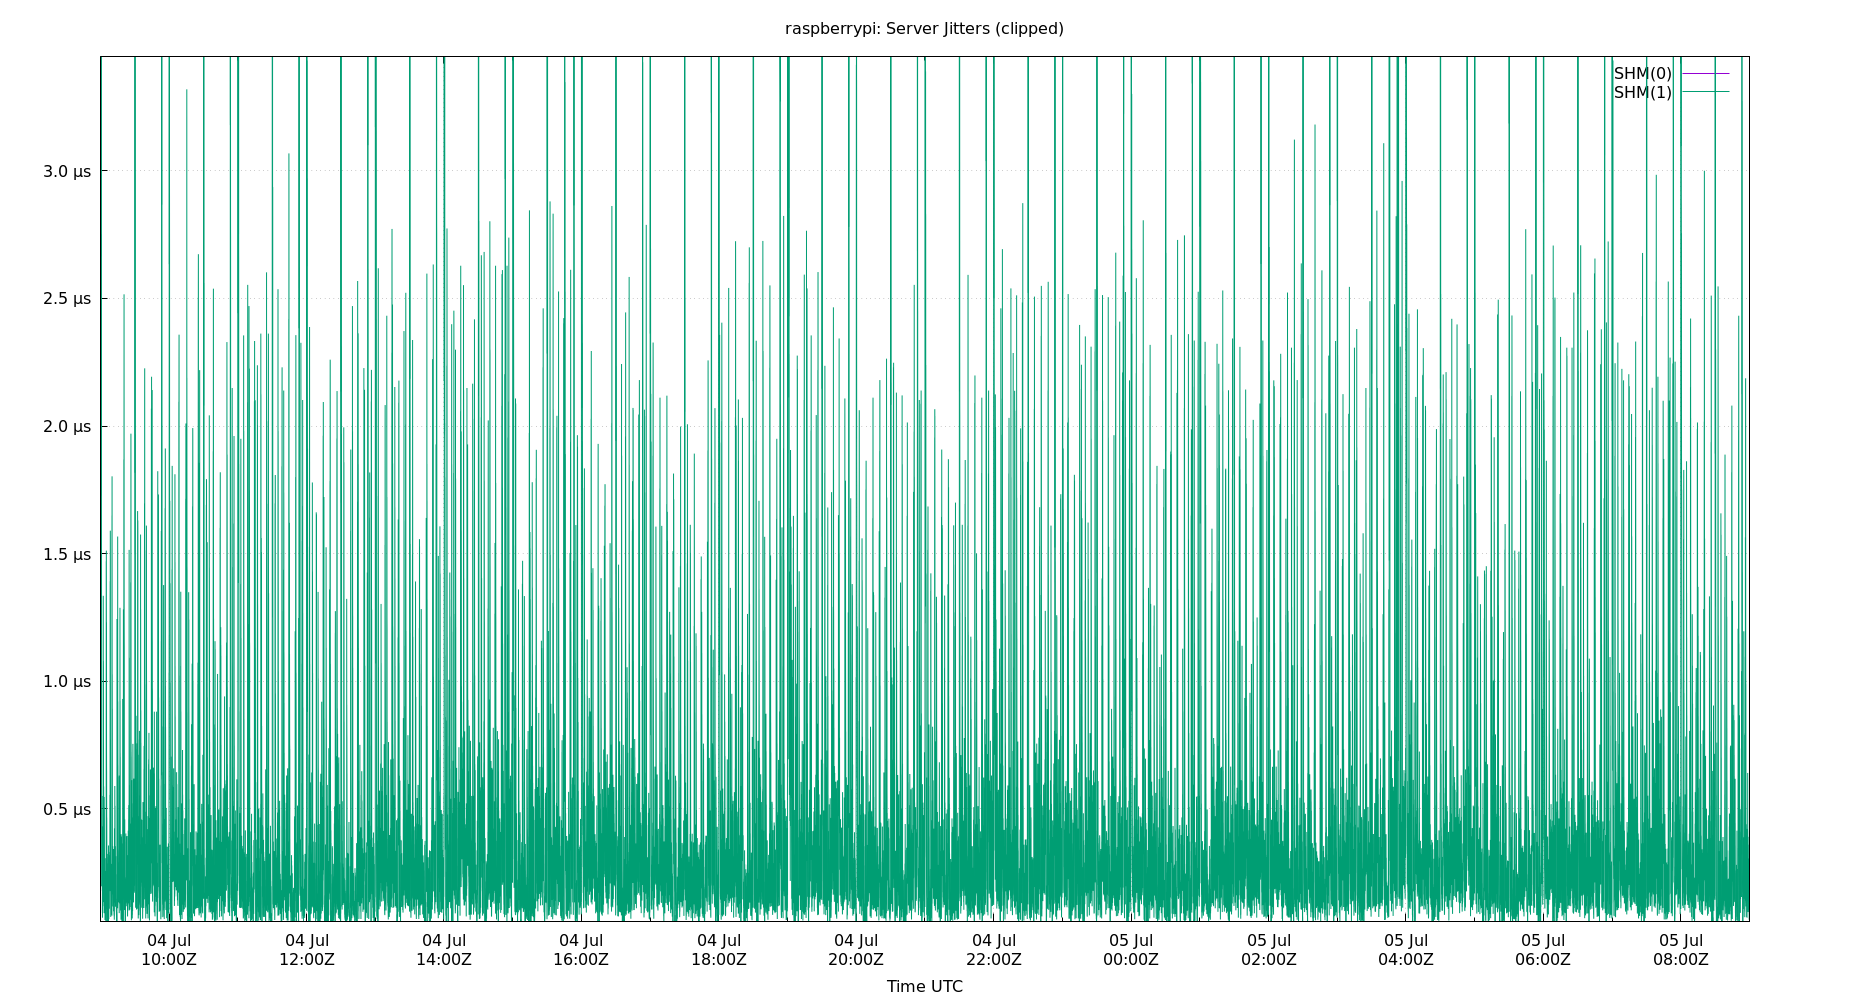 raspberrypi: Server Jitters (clipped)
SHM(0)
SHM(1)
3.0 µs
2.5 µs
2.0 µs
1.5 µs
1.0 µs
0.5 µs
04 Jul 04 Jul 04 Jul 04 Jul 04 Jul 04 Jul 04 Jul 05 Jul 05 Jul 05 Jul 05 Jul 05 Jul
10:00Z 12:00Z 14:00Z 16:00Z 18:00Z 20:00Z 22:00Z 00:00Z 02:00Z 04:00Z 06:00Z 08:00Z
Time UTC